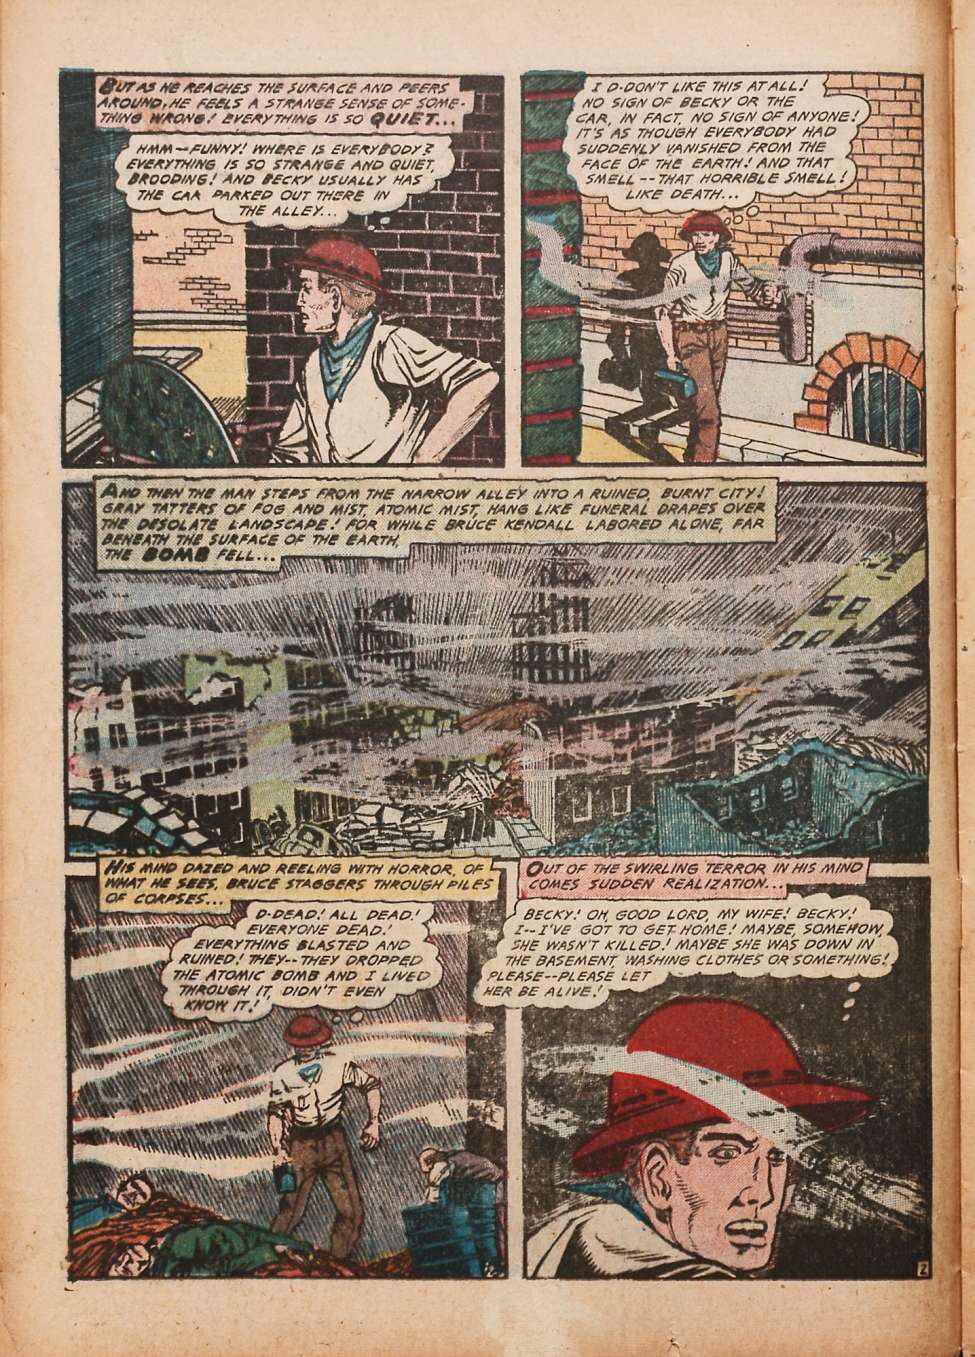 BUT AS HE REACHES THE SURFACE AND PEERS
AROUND, HE FEELS A STRANGE SENSE OF SOME-
THING WRONG! EVERYTHING IS SO QUIET...
HMM--FUNNY! WHERE IS EVERYBODY?
EVERYTHING IS SO STRANGE AND QUIET,
BROODING! AND BECKY USUALLY HAS
THE CAR PARKED OUT THERE IN
THE ALLEY...
I D-DON'T LIKE THIS AT ALL!
NO SIGN OF BECKY OR THE
CAR, IN FACT, NO SIGN OF ANYONE!
IT'S AS THOUGH EVERYBODY HAD
SUDDENLY VANISHED FROM THE
FACE OF THE EARTH! AND THAT
SMELL--THAT HORRIBLE SMELL!
LIKE DEATH...
AND THEN THE MAN STEPS FROM THE NARROW ALLEY INTO A RUINED, BURNT CITY!
GRAY TATTERS OF FOG AND MIST, ATOMIC MIST, HANG LIKE FUNERAL DRAPES OVER
THE DESOLATE LANDSCAPE! FOR WHILE BRUCE KENDALL LABORED ALONE, FAR
BENEATH THE SURFACE OF THE EARTH,
THE BOMB FELL...
HIS MIND DAZED AND REELING WITH HORROR, OF
WHAT HE SEES, BRUCE STAGGERS THROUGH PILES
OF CORPSES...
D-DEAD! ALL DEAD!
EVERYONE DEAD!
EVERYTHING BLASTED AND
RUINED! THEY--THEY DROPPED
THE ATOMIC BOMB AND I LIVED
THROUGH IT, DIDN'T EVEN
KNOW IT!
OUT OF THE SWIRLING TERROR IN HIS MIND
COMES SUDDEN REALIZATION...
BECKY! OH, GOOD LORD, MY WIFE! BECKY!
I--I'VE GOT TO GET HOME! MAYBE, SOMEHOW,
SHE WASN'T KILLED! MAYBE SHE WAS DOWN IN
THE BASEMENT, WASHING CLOTHES OR SOMETHING!
PLEASE--PLEASE LET
HER BE ALIVE!
2